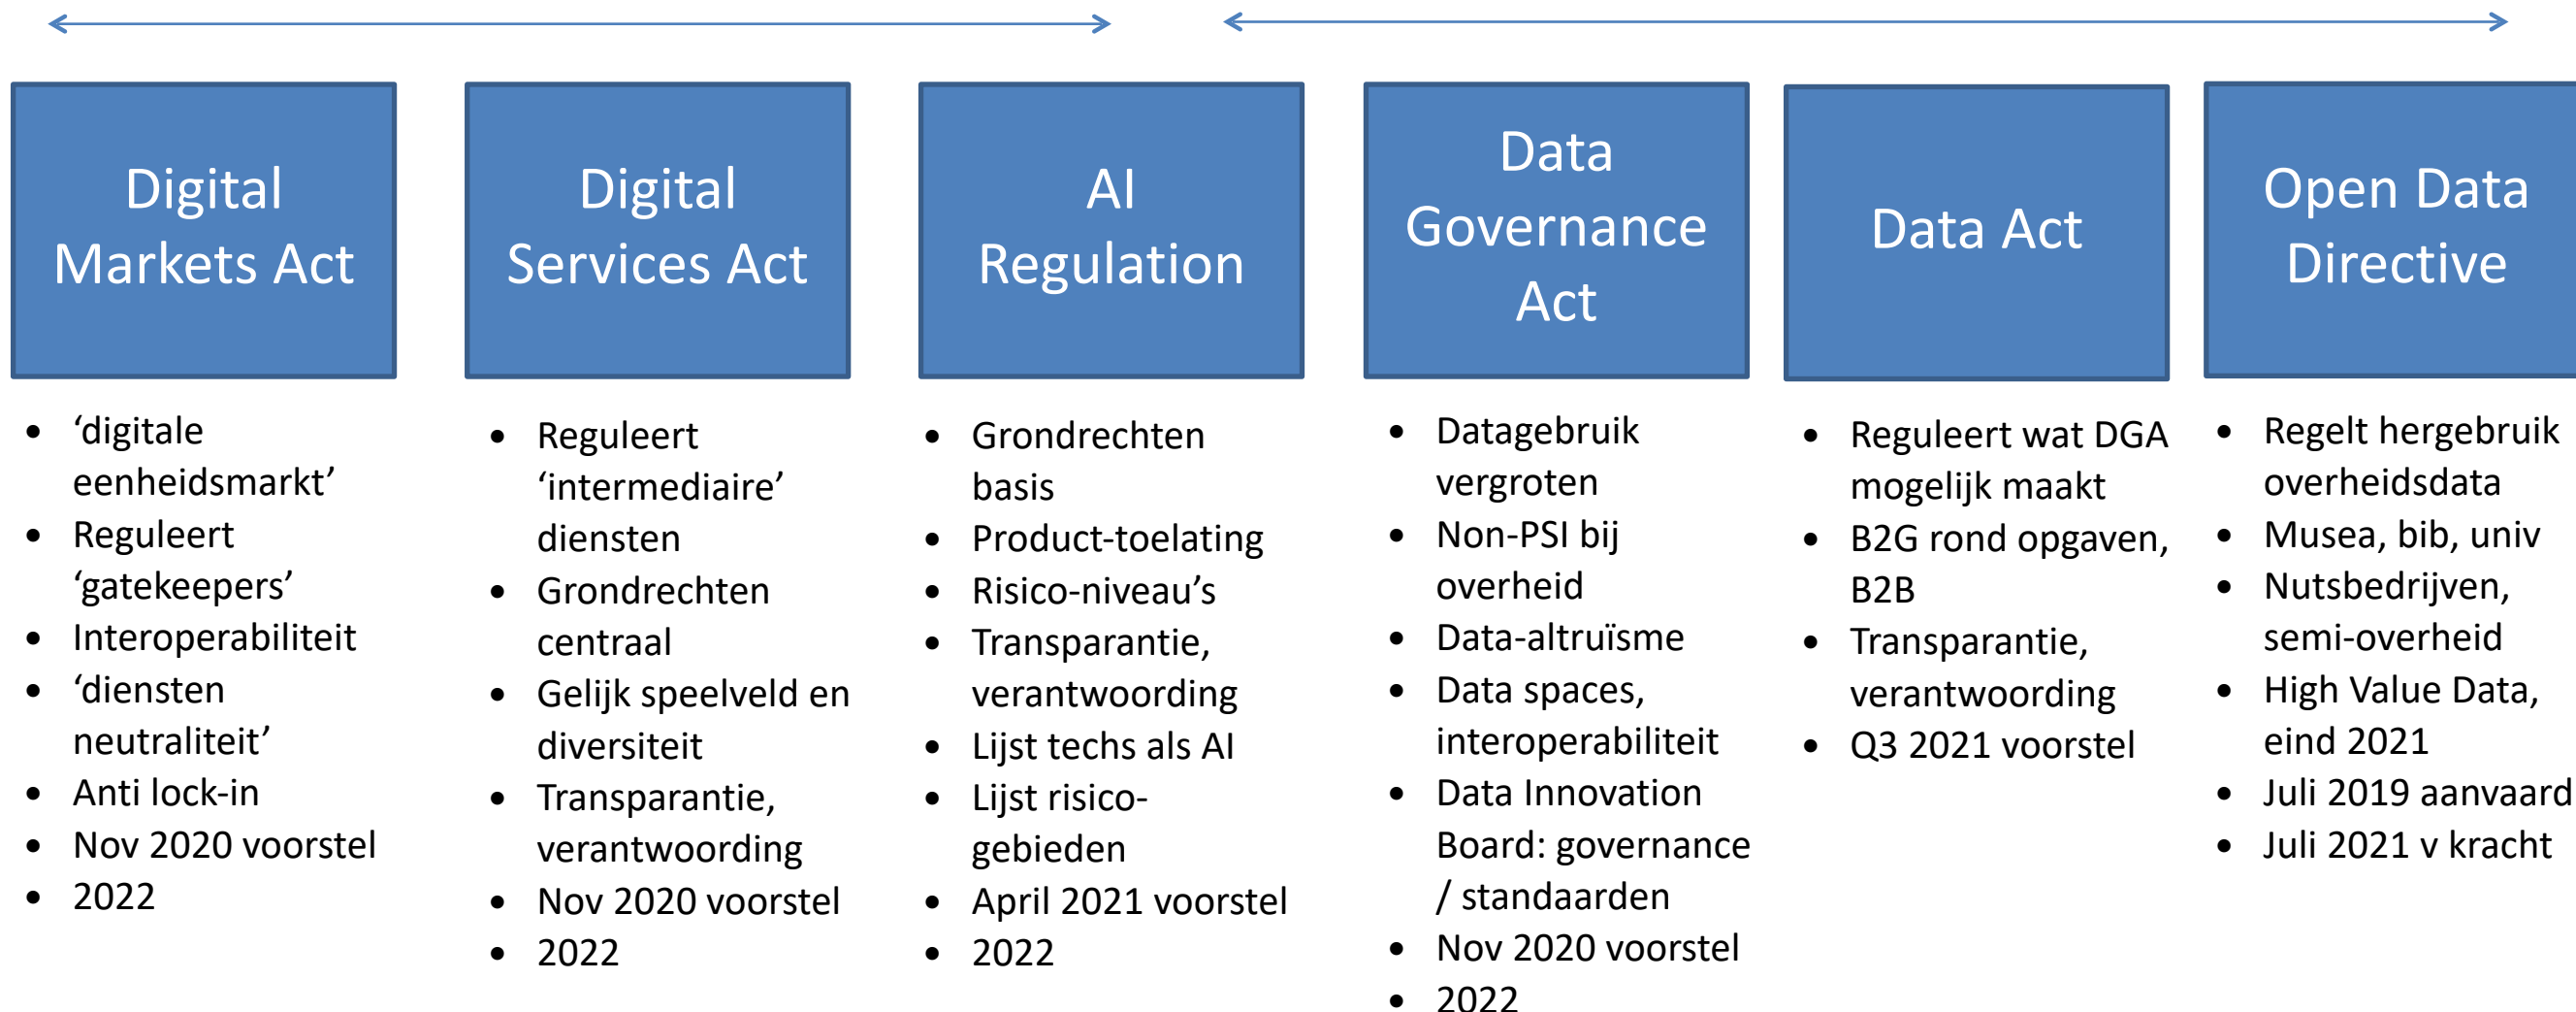 Digital
Markets Act
Digital
Services Act
AI
Regulation
Data
Governance
Act
Data Act
Open Data
Directive
• ‘digitale
eenheidsmarkt’
• Reguleert
‘gatekeepers’
• Interoperabiliteit
• ‘diensten
neutraliteit’
• Anti lock-in
• Nov 2020 voorstel
• 2022
• Reguleert
‘intermediaire’
diensten
• Grondrechten
centraal
• Gelijk speelveld en
diversiteit
• Transparantie,
verantwoording
• Nov 2020 voorstel
• 2022
• Grondrechten
basis
• Product-toelating
• Risico-niveau’s
• Transparantie,
verantwoording
• Lijst techs als AI
• Lijst risico-
gebieden
• April 2021 voorstel
• 2022
• Datagebruik
vergroten
• Non-PSI bij
overheid
• Data-altruïsme
• Data spaces,
interoperabiliteit
• Data Innovation
Board: governance
/ standaarden
• Nov 2020 voorstel
• 2022
• Reguleert wat DGA
mogelijk maakt
• B2G rond opgaven,
B2B
• Transparantie,
verantwoording
• Q3 2021 voorstel
• Regelt hergebruik
overheidsdata
• Musea, bib, univ
• Nutsbedrijven,
semi-overheid
• High Value Data,
eind 2021
• Juli 2019 aanvaard
• Juli 2021 v kracht